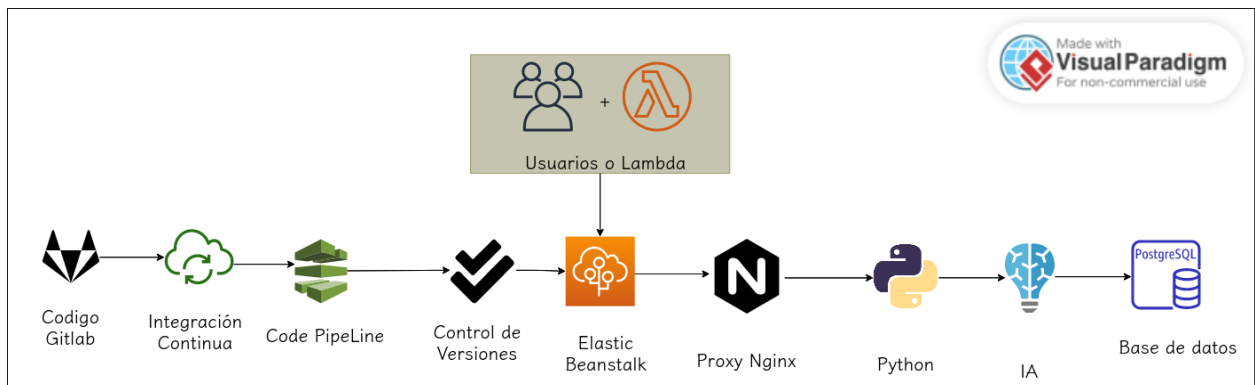 Made with
Visual Paradigm
For non-commercial use
+
Usuarios o Lambda
Codigo
Gitlab
Integración
Continua
Code PipeLine
Control de
Versiones
Elastic
Beanstalk
N
Proxy Nginx
Python
IA
PostgreSQL
Base de datos